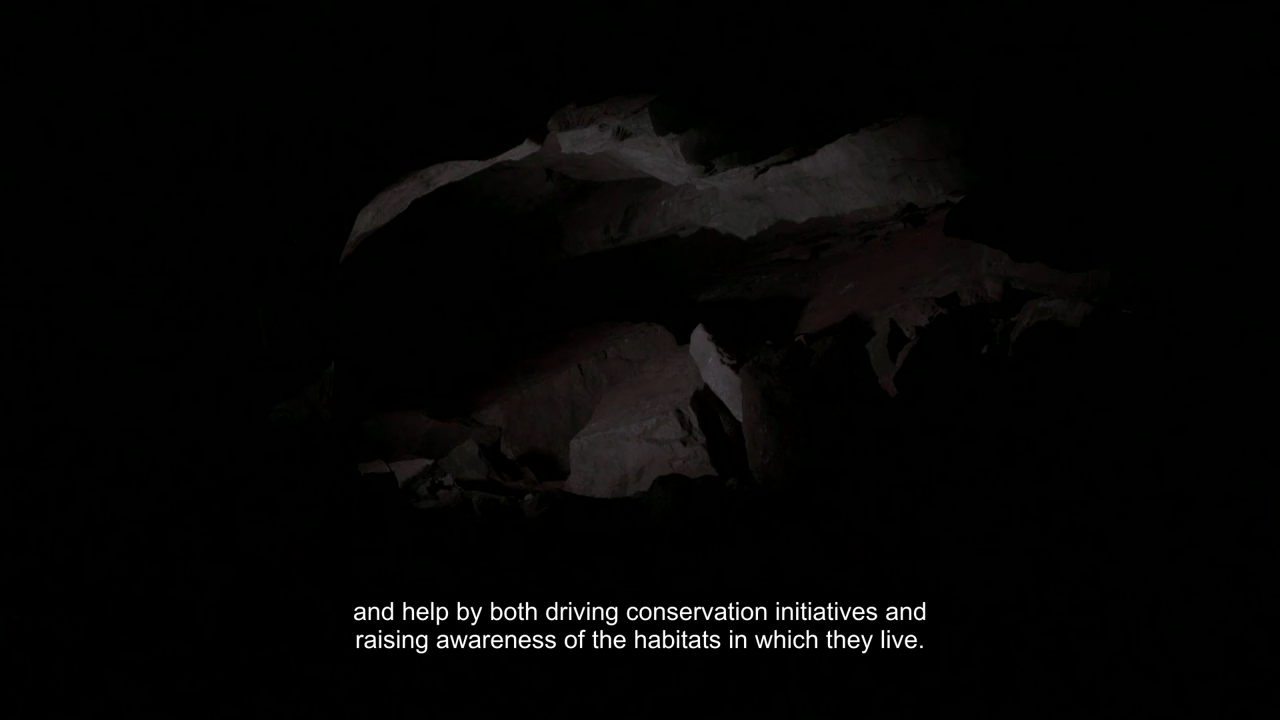 and help by both driving conservation initiatives and
raising awareness of the habitats in which they live.